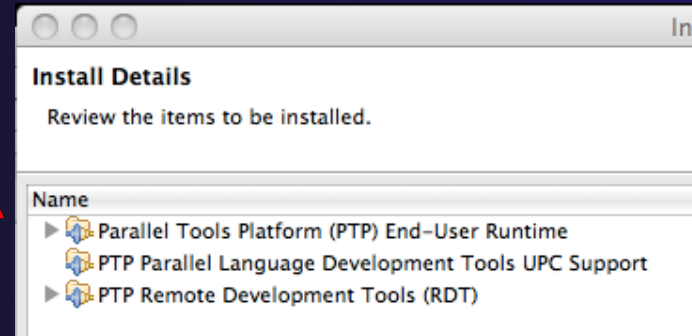 In
Install Details
Review the items to be installed.
Name
Parallel Tools Platform (PTP) End-User Runtime
PTP Parallel Language Development Tools UPC Support
PTP Remote Development Tools (RDT)